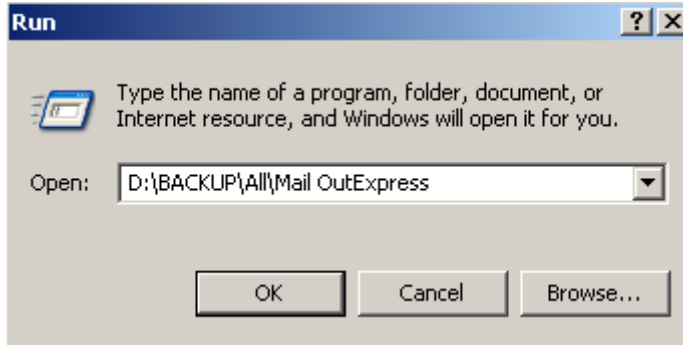 Run
Type the name of a program, folder, document, or
Internet resource, and Windows will open it for you.
Open: D:\BACKUP\All\Mail OutExpress
OK Cancel Browse...